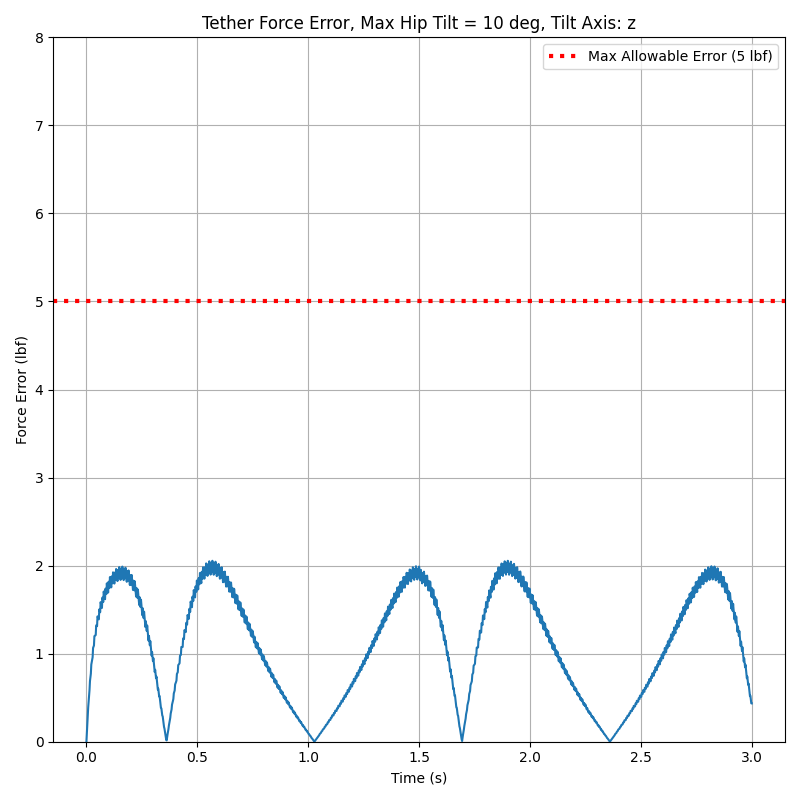 Tether Force Error, Max Hip Tilt = 10 deg, Tilt Axis: z
Max Allowable Error (5 lbf)
8
7
6
5
4
3
2
1
0
Force Error (lbf)
0.0 0.5 1.0 1.5 2.0 2.5 3.0
Time (s)